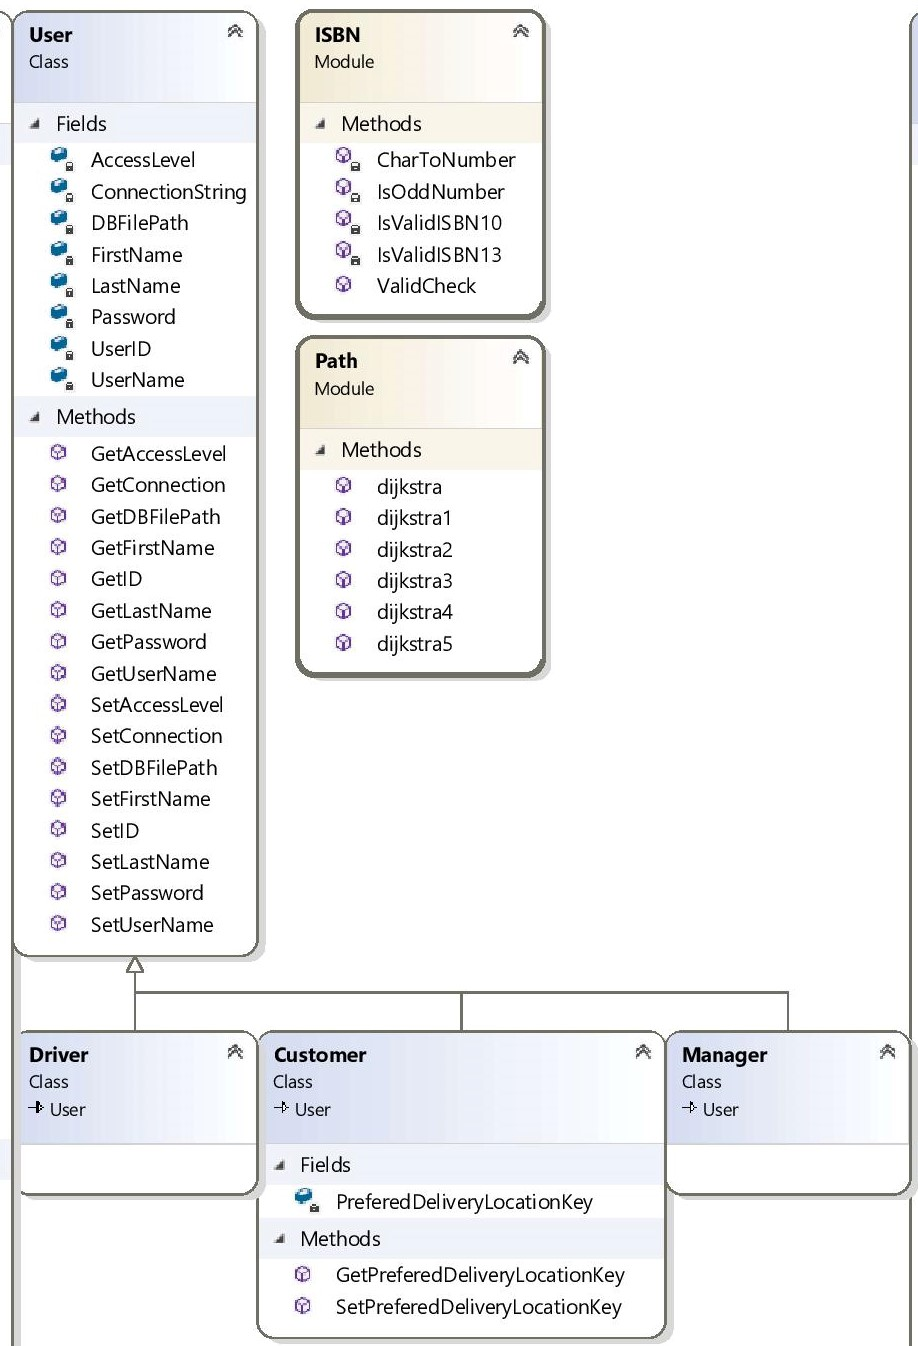 User
Class
Fields
AccessLevel
ConnectionString
DBFilePath
FirstName
LastName
Password
UserID
UserName
Methods
GetAccessLevel
GetConnection
GetDBFilePath
GetFirstName
GetID
GetLastName
GetPassword
GetUserName
SetAccessLevel
SetConnection
SetDBFilePath
SetFirstName
SetID
SetLastName
SetPassword
SetUserName
ISBN
Module
Methods
CharToNumber
IsOddNumber
IsValidISBN10
IsValidISBN13
ValidCheck
Path
Module
Methods
dijkstra
dijkstra1
dijkstra2
dijkstra3
dijkstra4
dijkstra5
Driver
Class
User
Customer
Class
User
Fields
PreferedDeliveryLocationKey
Methods
GetPreferedDeliveryLocationKey
SetPreferedDeliveryLocationKey
Manager
Class
User